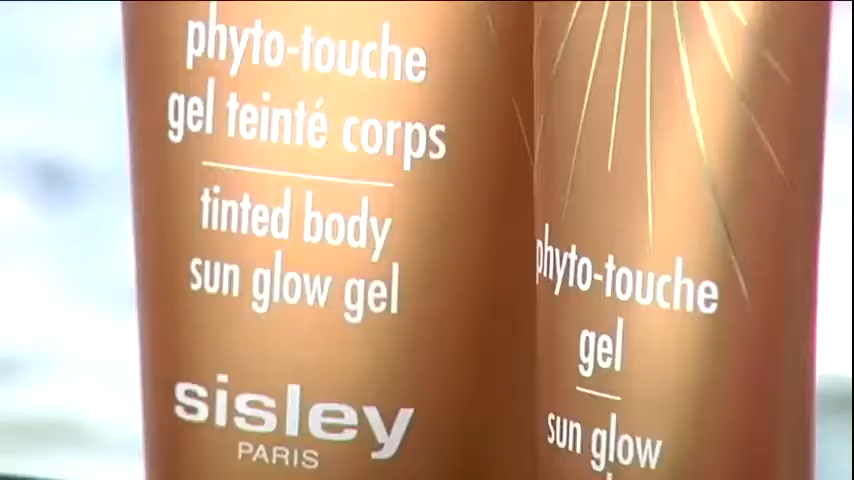 phyto-touche
gel teinté corps
tinted body
sun glow gel
sisley
PARIS
phyto-touche
gel
sun glow